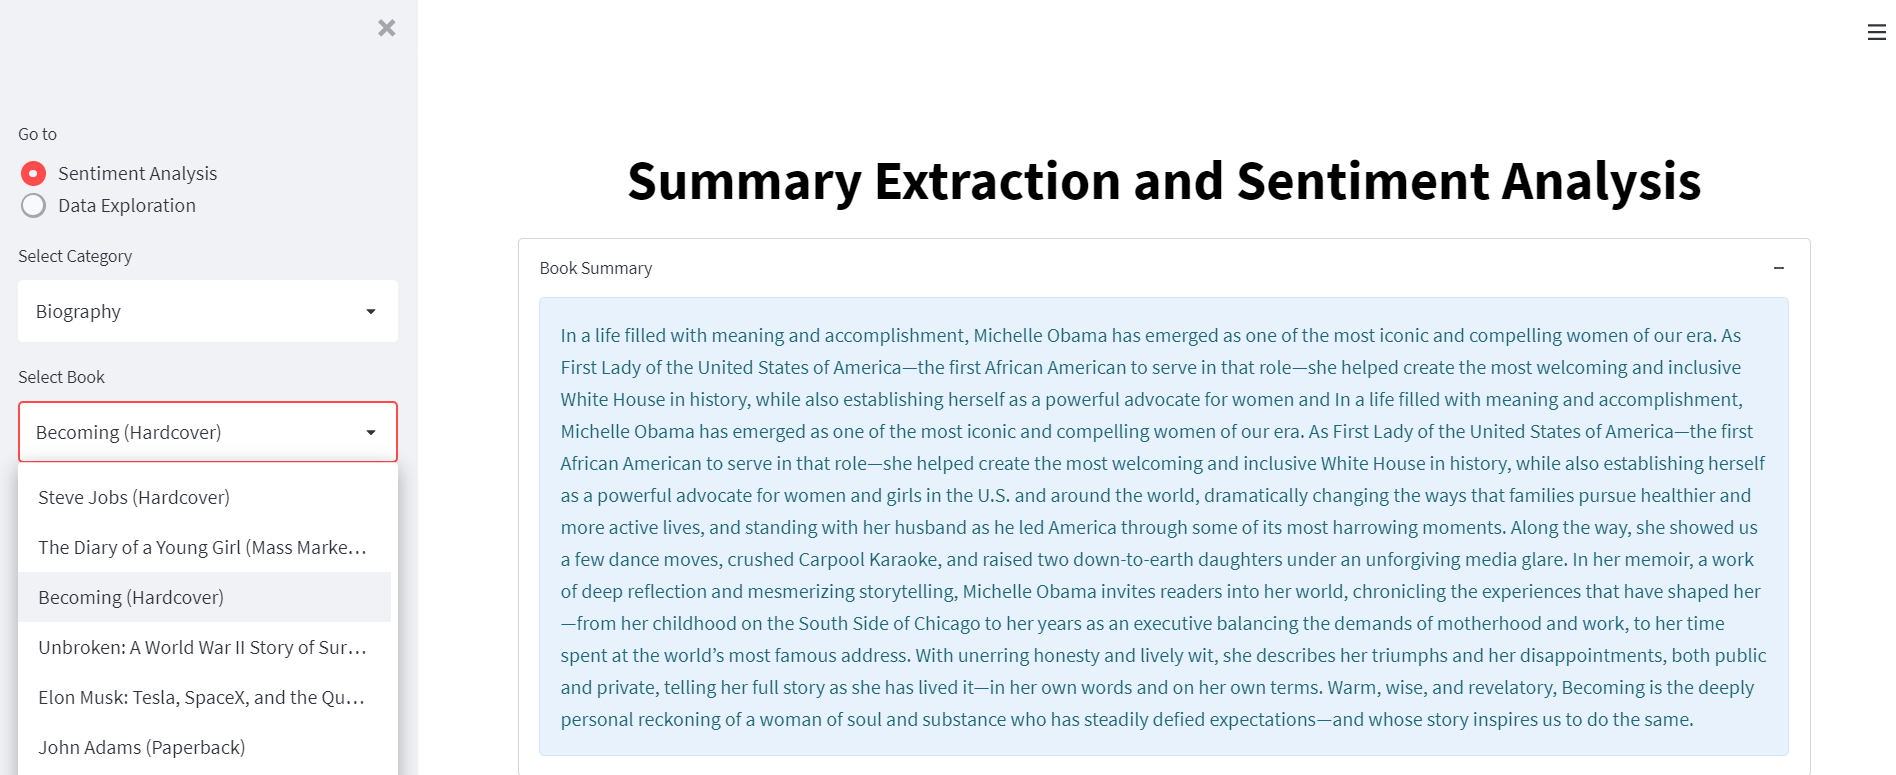 Go to
Sentiment Analysis
Data Exploration
Select Category
Biography
Select Book
Becoming (Hardcover)
Steve Jobs (Hardcover)
The Diary of a Young Girl (Mass Marke...
Becoming (Hardcover)
Unbroken: A World War II Story of Sur...
Elon Musk: Tesla, SpaceX, and the Qu...
John Adams (Paperback)
Summary Extraction and Sentiment Analysis
Book Summary
In a life filled with meaning and accomplishment, Michelle Obama has emerged as one of the most iconic and compelling women of our era. As
First Lady of the United States of America—the first African American to serve in that role—she helped create the most welcoming and inclusive
White House in history, while also establishing herself as a powerful advocate for women and In a life filled with meaning and accomplishment,
Michelle Obama has emerged as one of the most iconic and compelling women of our era. As First Lady of the United States of America—the first
African American to serve in that role—she helped create the most welcoming and inclusive White House in history, while also establishing herself
as a powerful advocate for women and girls in the U.S. and around the world, dramatically changing the ways that families pursue healthier and
more active lives, and standing with her husband as he led America through some of its most harrowing moments. Along the way, she showed us
a few dance moves, crushed Carpool Karaoke, and raised two down-to-earth daughters under an unforgiving media glare. In her memoir, a work
of deep reflection and mesmerizing storytelling, Michelle Obama invites readers into her world, chronicling the experiences that have shaped her
—from her childhood on the South Side of Chicago to her years as an executive balancing the demands of motherhood and work, to her time
spent at the world’s most famous address. With unerring honesty and lively wit, she describes her triumphs and her disappointments, both public
and private, telling her full story as she has lived it—in her own words and on her own terms. Warm, wise, and revelatory, Becoming is the deeply
personal reckoning of a woman of soul and substance who has steadily defied expectations—and whose story inspires us to do the same.